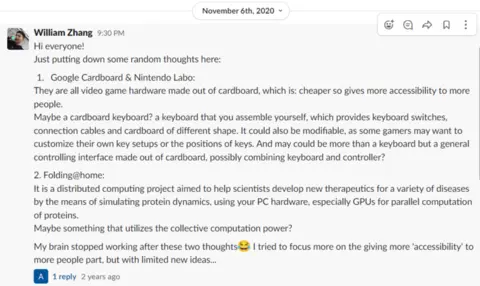 November 6th, 2020
William Zhang 9:30 PM
Hi everyone!
Just putting down some random thoughts here:
1. Google Cardboard & Nintendo Labo:
They are all video game hardware made out of cardboard, which is: cheaper so gives more accessibility to more
people.
Maybe a cardboard keyboard? a keyboard that you assemble yourself, which provides keyboard switches,
connection cables and cardboard of different shape. It could also be modifiable, as some gamers may want to
customize their own key setups or the positions of keys. And may could be more than a keyboard but a general
controlling interface made out of cardboard, possibly combining keyboard and controller?
2. Folding@home:
It is a distributed computing project aimed to help scientists develop new therapeutics for a variety of diseases
by the means of simulating protein dynamics, using your PC hardware, especially GPUs for parallel computation
of proteins.
Maybe something that utilizes the collective computation power?
My brain stopped working after these two thoughts😂 I tried to focus more on the giving more 'accessibility' to
more people part, but with limited new ideas...
A 1 reply 2 years ago